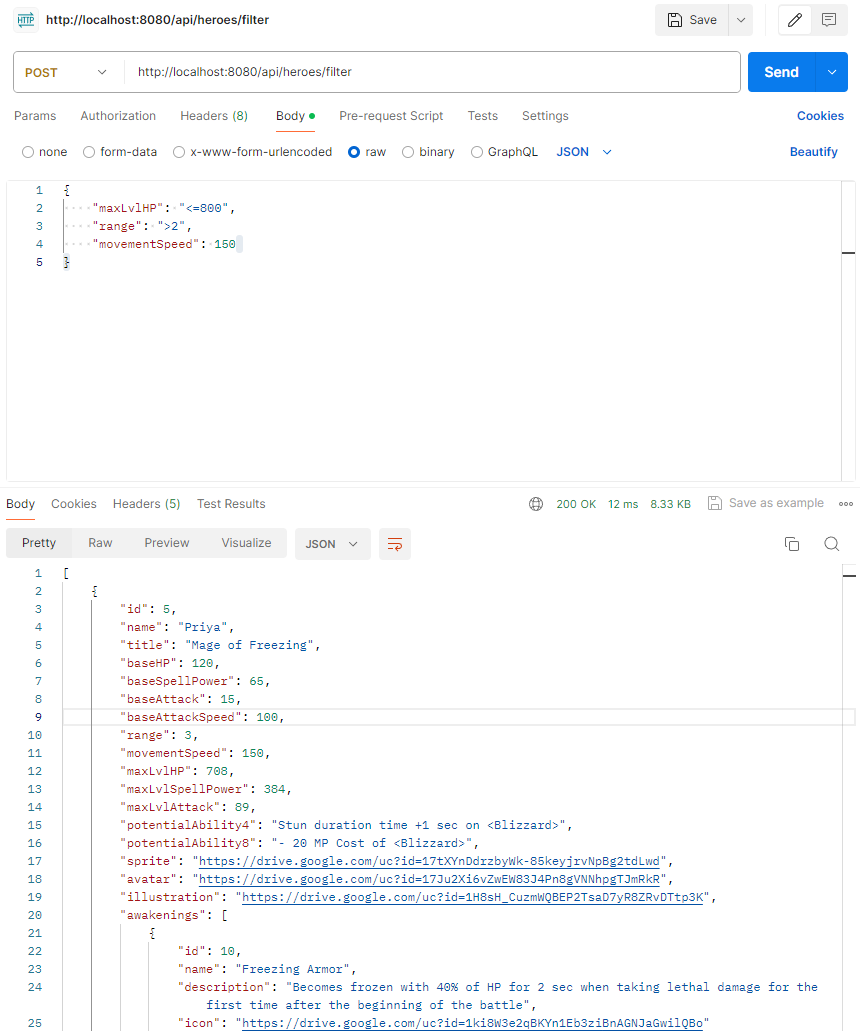 HTTP http://localhost:8080/api/heroes/filter Save
POST http://localhost:8080/api/heroes/filter Send
Params Authorization Headers (8) Body Pre-request Script Tests Settings Cookies
none form-data x-www-form-urlencoded raw binary GraphQL JSON Beautify
1 {
2 "maxLvlHP": "<=800",
3 "range": ">2",
4 "movementSpeed": 150
5 }
Body Cookies Headers (5) Test Results 200 OK 12 ms 8.33 KB Save as example
Pretty Raw Preview Visualize JSON
1 [
2 {
3 "id": 5,
4 "name": "Priya",
5 "title": "Mage of Freezing",
6 "baseHP": 120,
7 "baseSpellPower": 65,
8 "baseAttack": 15,
9 "baseAttackSpeed": 100,
10 "range": 3,
11 "movementSpeed": 150,
12 "maxLvlHP": 708,
13 "maxLvlSpellPower": 384,
14 "maxLvlAttack": 89,
15 "potentialAbility4": "Stun duration time +1 sec on <Blizzard>",
16 "potentialAbility8": "- 20 MP Cost of <Blizzard>",
17 "sprite": "https://drive.google.com/uc?id=17tXYnDdrzbyWk-85keyjrvNpBg2tdLwd",
18 "avatar": "https://drive.google.com/uc?id=17Ju2Xi6vZwEW83J4Pn8gVNNhpgTJmRkR",
19 "illustration": "https://drive.google.com/uc?id=1H8sH_CuzmWQBEP2TsaD7yR8ZRvDTtp3K",
20 "awakenings": [
21 {
22 "id": 10,
23 "name": "Freezing Armor",
24 "description": "Becomes frozen with 40% of HP for 2 sec when taking lethal damage for the
first time after the beginning of the battle",
25 "icon": "https://drive.google.com/uc?id=1ki8W3e2qBKYn1Eb3ziBnAGNJaGwilQBo"